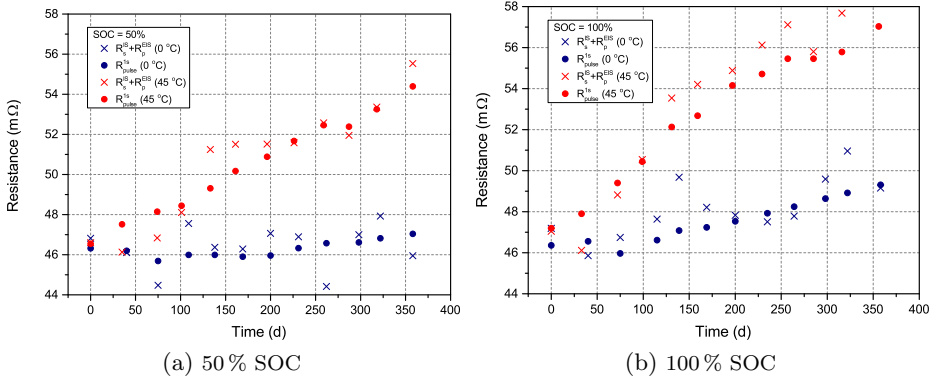 58
56
54
52
50
48
46
44
Resistance (mΩ)
SOC = 50%
R_s^IS+R_p^EIS (0 °C)
R_pulse^1s (0 °C)
R_s^IS+R_p^EIS (45 °C)
R_pulse^1s (45 °C)
0 50 100 150 200 250 300 350 400
Time (d)
(a) 50 % SOC
58
56
54
52
50
48
46
44
Resistance (mΩ)
SOC = 100%
R_s^IS+R_p^EIS (0 °C)
R_pulse^1s (0 °C)
R_s^IS+R_p^EIS (45 °C)
R_pulse^1s (45 °C)
0 50 100 150 200 250 300 350 400
Time (d)
(b) 100 % SOC